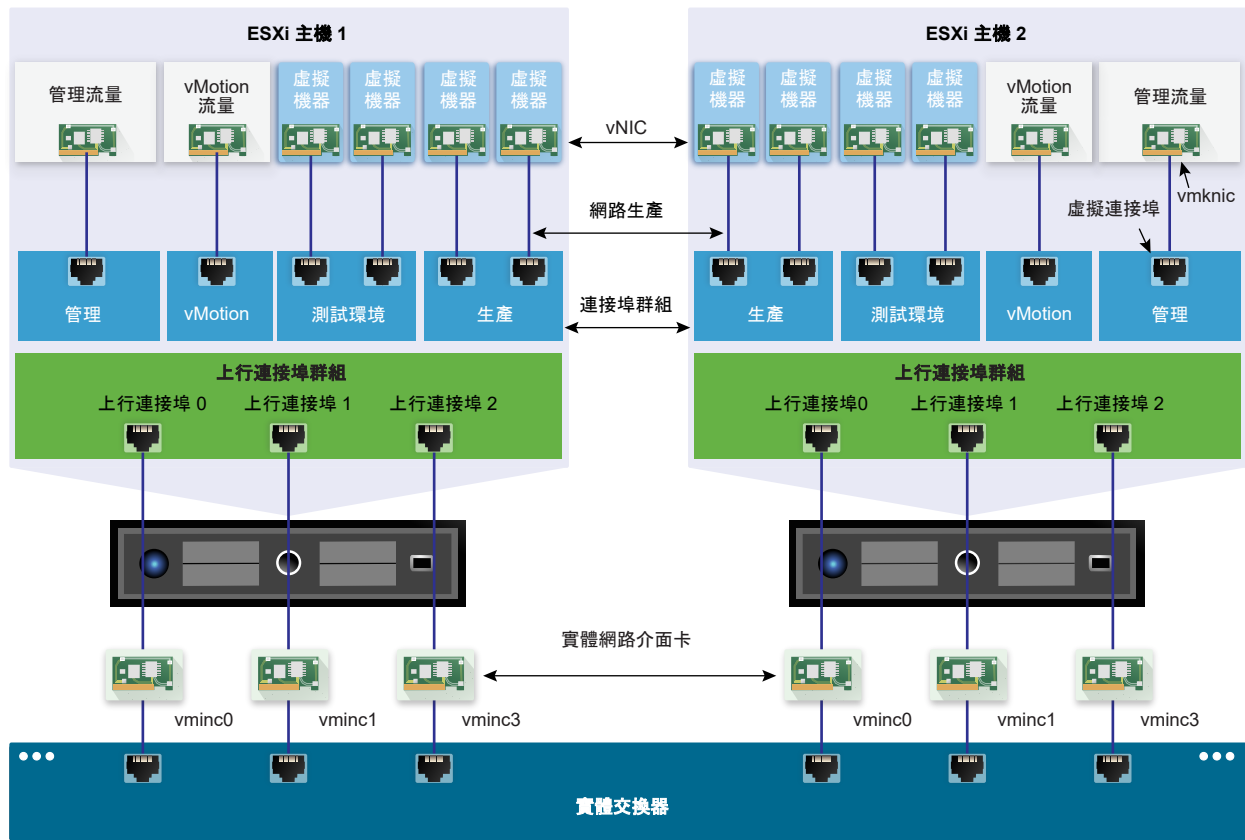 ESXi 主機 1
ESXi 主機 2
管理流量
vMotion
流量
虛擬
機器
虛擬
機器
虛擬
機器
虛擬
機器
vNIC
虛擬
機器
虛擬
機器
虛擬
機器
虛擬
機器
vMotion
流量
管理流量
vmknic
網路生產
虛擬連接埠
管理
vMotion
測試環境
生產
連接埠群組
生產
測試環境
vMotion
管理
上行連接埠群組
上行連接埠 0
上行連接埠 1
上行連接埠 2
上行連接埠群組
上行連接埠0
上行連接埠 1
上行連接埠 2
實體網路介面卡
vminc0
vminc1
vminc3
vminc0
vminc1
vminc3
實體交換器